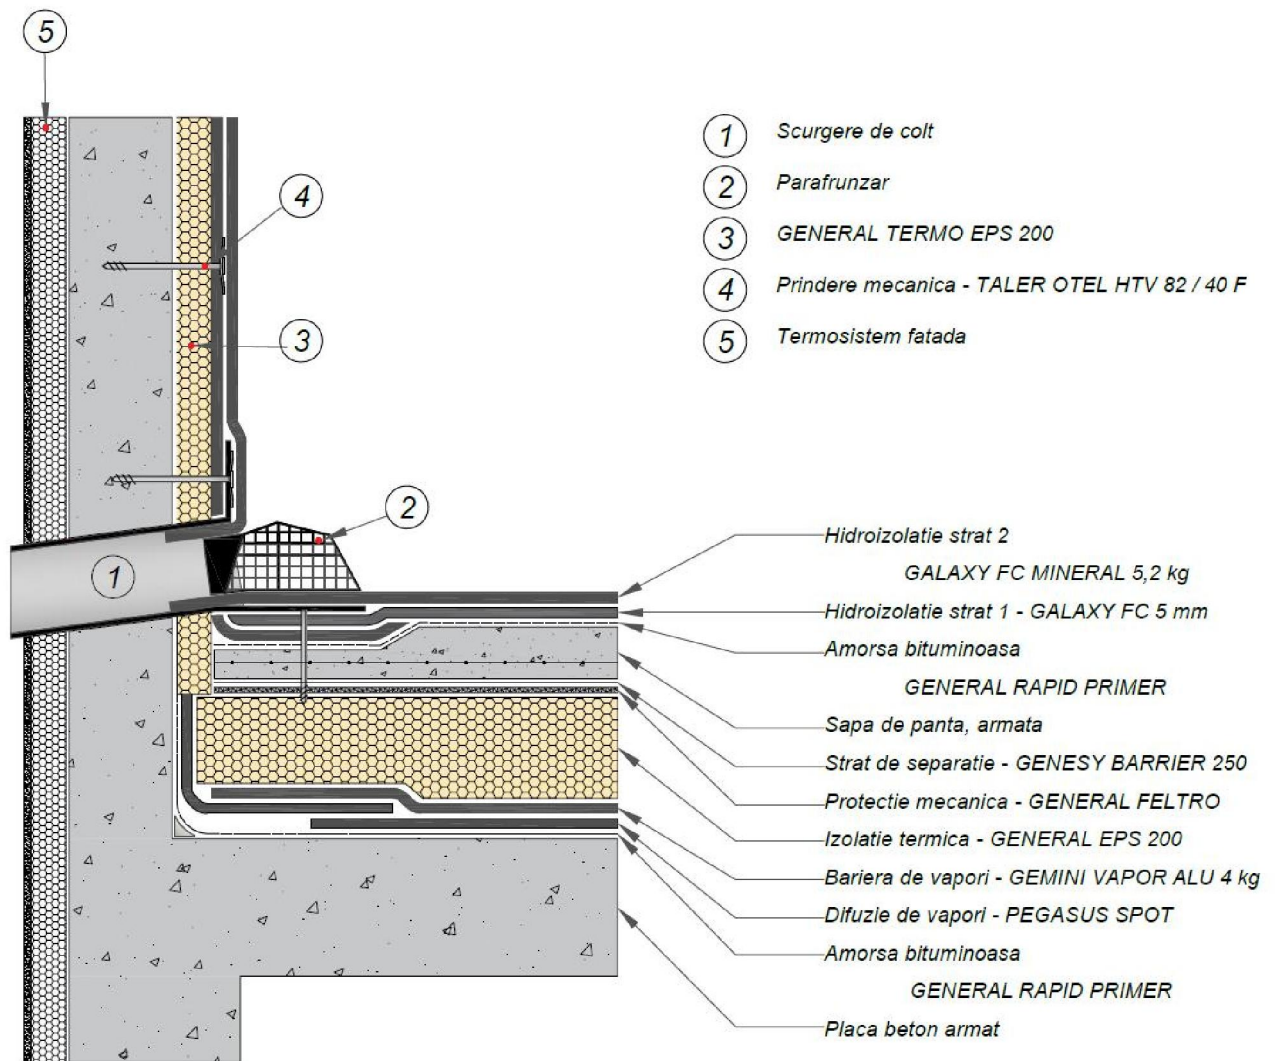 5
1 Scurgere de colt
2 Parafrunzar
3 GENERAL TERMO EPS 200
4 Prindere mecanica - TALER OTEL HTV 82 / 40 F
5 Termosistem fatada
4
3
2
1
Hidroizolatie strat 2
GALAXY FC MINERAL 5,2 kg
Hidroizolatie strat 1 - GALAXY FC 5 mm
Amorsa bituminoasa
GENERAL RAPID PRIMER
Sapa de panta, armata
Strat de separatie - GENESY BARRIER 250
Protectie mecanica - GENERAL FELTRO
Izolatie termica - GENERAL EPS 200
Bariera de vapori - GEMINI VAPOR ALU 4 kg
Difuzie de vapori - PEGASUS SPOT
Amorsa bituminoasa
GENERAL RAPID PRIMER
Placa beton armat